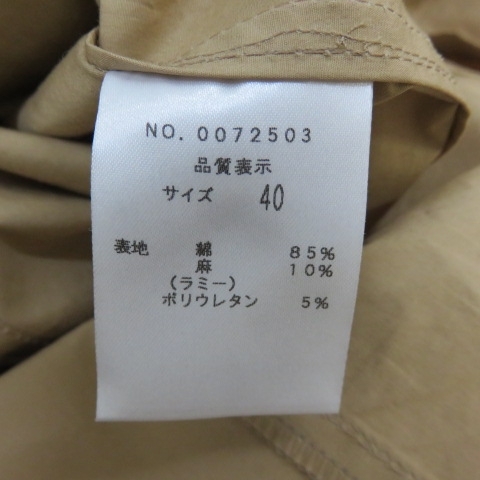 NO. 0072503
品質表示
サイズ 40
表地 綿 85%
麻 10%
(ラミー)
ポリウレタン 5%